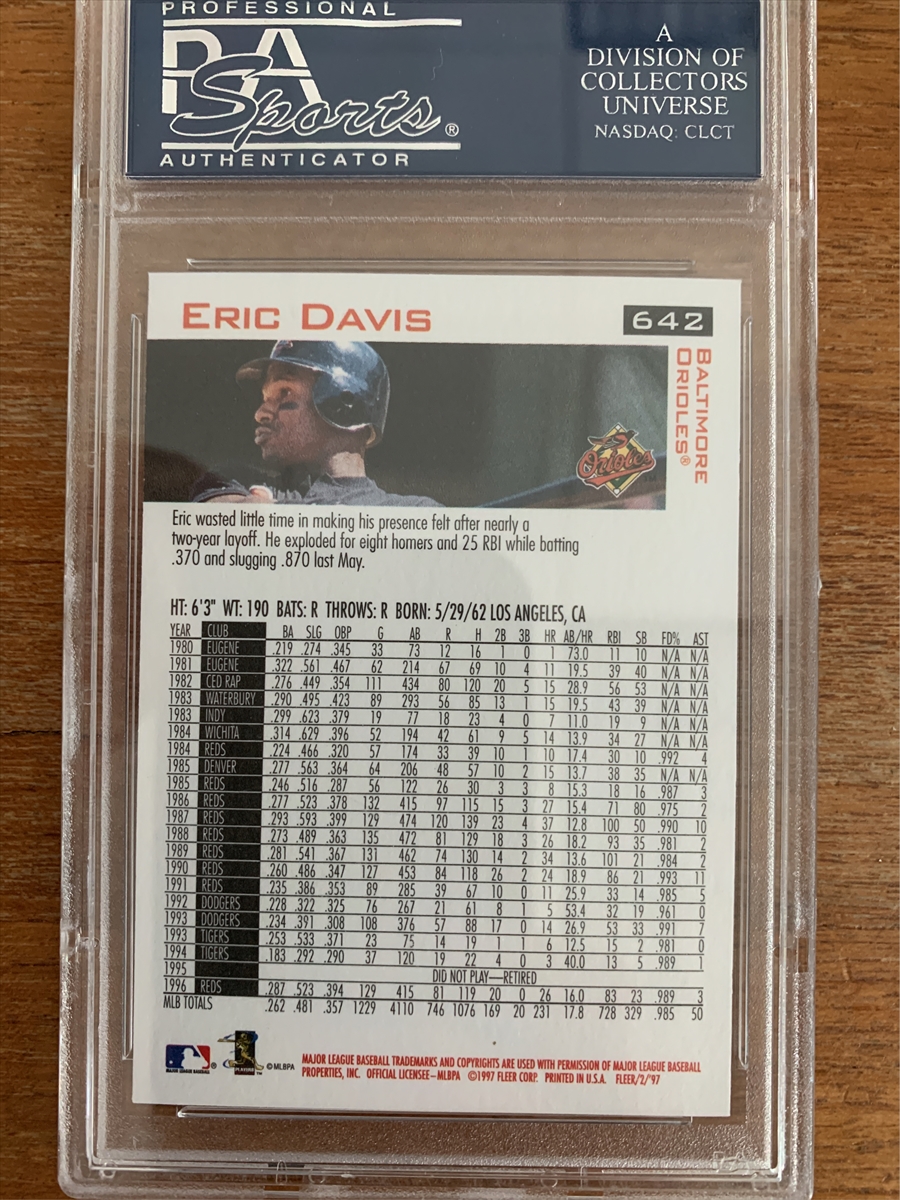 PROFESSIONAL
PSA
Sports®
AUTHENTICATOR
A
DIVISION OF
COLLECTORS
UNIVERSE
NASDAQ: CLCT
ERIC DAVIS
642
BALTIMORE
ORIOLES®
Orioles
Eric wasted little time in making his presence felt after nearly a
two-year layoff. He exploded for eight homers and 25 RBI while batting
.370 and slugging .870 last May.
HT: 6'3" WT: 190 BATS: R THROWS: R BORN: 5/29/62 LOS ANGELES, CA
YEAR CLUB BA SLG OBP G AB R H 2B 3B HR AB/HR RBI SB FD% AST
1980 EUGENE .219 .274 .345 33 73 12 16 1 0 1 73.0 11 10 N/A N/A
1981 EUGENE .322 .561 .467 62 214 67 69 10 4 11 19.5 39 40 N/A N/A
1982 CED RAP .276 .449 .354 111 434 80 120 20 5 15 28.9 56 53 N/A N/A
1983 WATERBURY .290 .495 .423 89 293 56 85 13 1 15 19.5 43 39 N/A N/A
1983 INDY .299 .623 .379 19 77 18 23 4 0 7 11.0 19 9 N/A N/A
1984 WICHITA .314 .629 .396 52 194 42 61 9 5 14 13.9 34 27 N/A N/A
1984 REDS .224 .466 .320 57 174 33 39 10 1 10 17.4 30 10 .992 4
1985 DENVER .277 .563 .364 64 206 48 57 10 2 15 13.7 38 35 N/A N/A
1985 REDS .246 .516 .287 56 122 26 30 3 3 8 15.3 18 16 .987 3
1986 REDS .277 .523 .378 132 415 97 115 15 3 27 15.4 71 80 .975 2
1987 REDS .293 .593 .399 129 474 120 139 23 4 37 12.8 100 50 .990 10
1988 REDS .273 .489 .363 135 472 81 129 18 3 26 18.2 93 35 .981 2
1989 REDS .281 .541 .367 131 462 74 130 14 2 34 13.6 101 21 .984 2
1990 REDS .260 .486 .347 127 453 84 118 26 2 24 18.9 86 21 .993 11
1991 REDS .235 .386 .353 89 285 39 67 10 0 11 25.9 33 14 .985 5
1992 DODGERS .228 .322 .325 76 267 21 61 8 1 5 53.4 32 19 .961 0
1993 DODGERS .234 .391 .308 108 376 57 88 17 0 14 26.9 53 33 .991 7
1993 TIGERS .253 .533 .371 23 75 14 19 1 1 6 12.5 15 2 .981 0
1994 TIGERS .183 .292 .290 37 120 19 22 4 0 3 40.0 13 5 .989 1
1995 DID NOT PLAY—RETIRED
1996 REDS .287 .523 .394 129 415 81 119 20 0 26 16.0 83 23 .989 3
MLB TOTALS .262 .481 .357 1229 4110 746 1076 169 20 231 17.8 728 329 .985 50
MAJOR LEAGUE BASEBALL® PLAYERS ™ ©MLBPA
MAJOR LEAGUE BASEBALL TRADEMARKS AND COPYRIGHTS ARE USED WITH PERMISSION OF MAJOR LEAGUE BASEBALL
PROPERTIES, INC. OFFICIAL LICENSEE—MLBPA ©1997 FLEER CORP. PRINTED IN U.S.A. FLEER/2/'97